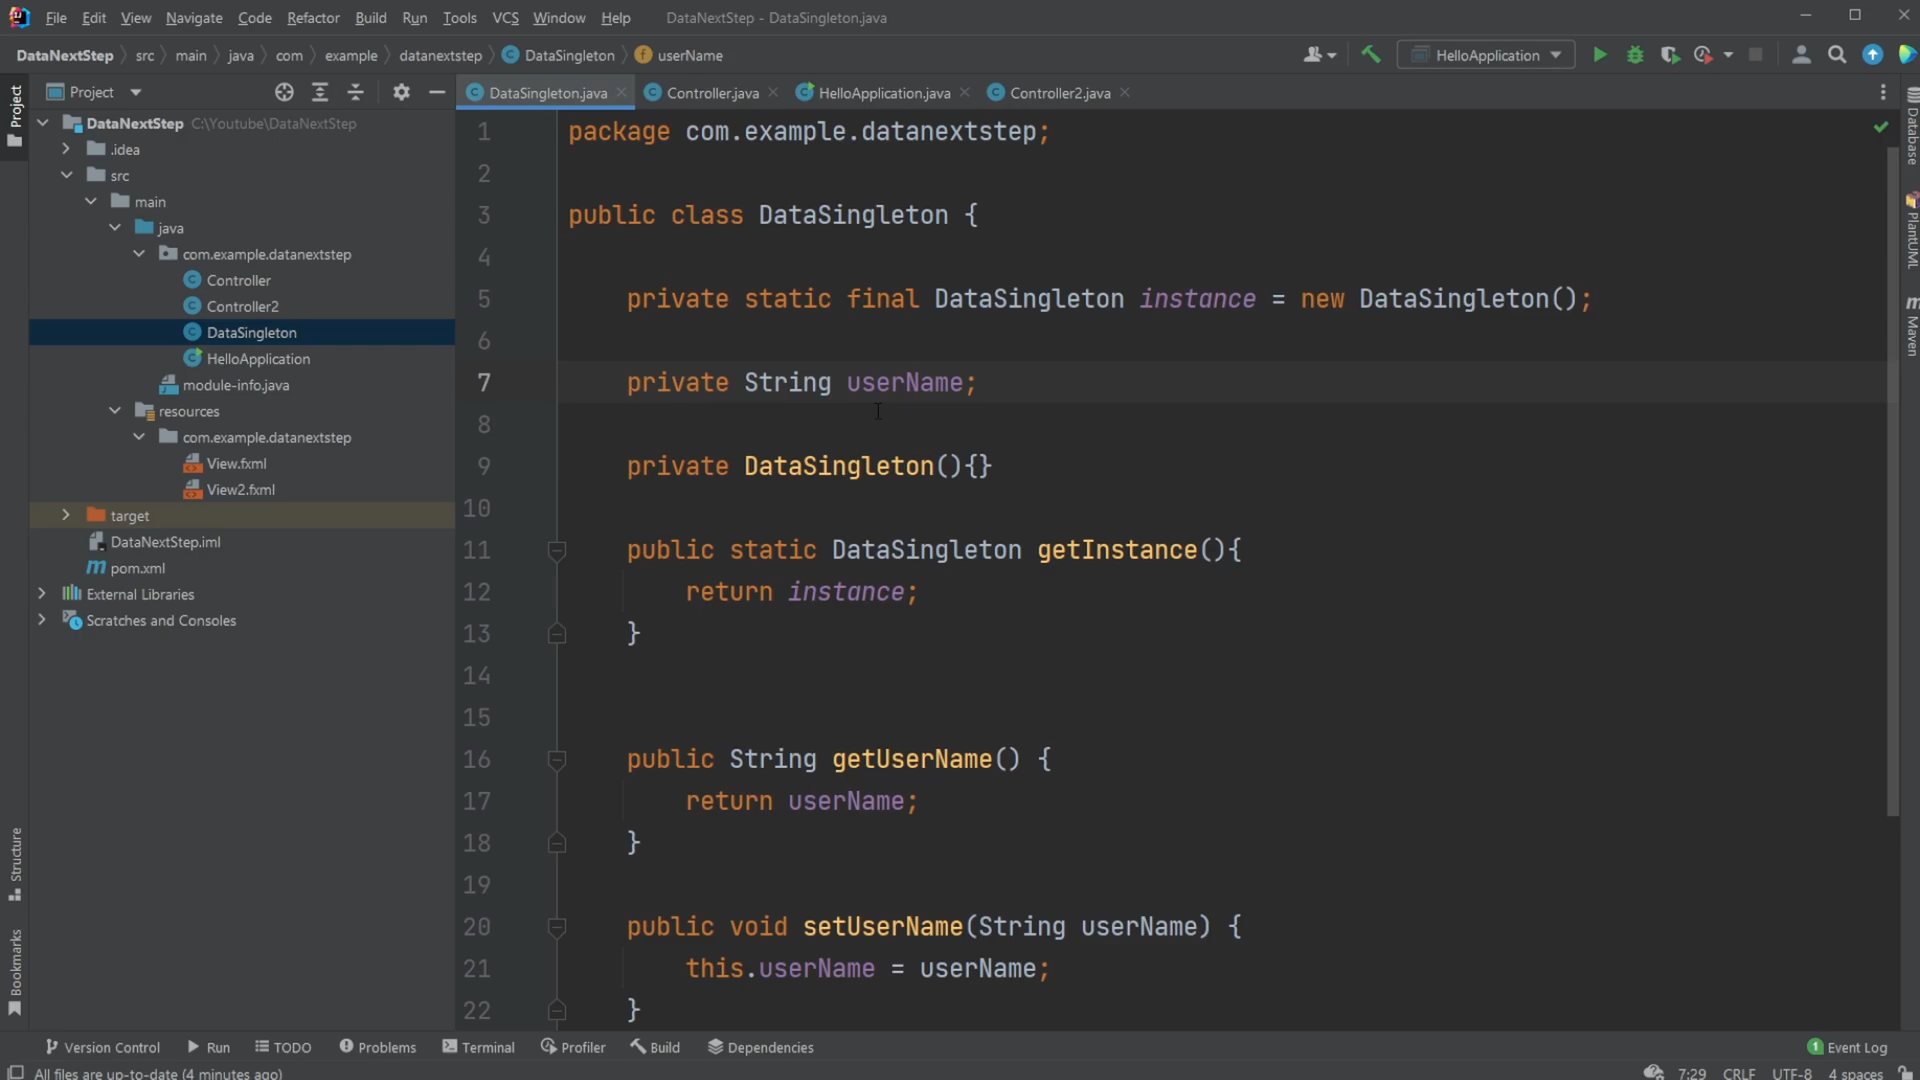 File Edit View Navigate Code Refactor Build Run Tools VCS Window Help DataNextStep - DataSingleton.java
DataNextStep src main java com example datanextstep DataSingleton userName HelloApplication
Project
DataSingleton.java Controller.java HelloApplication.java Controller2.java
Project
DataNextStep C:\Youtube\DataNextStep
.idea
src
main
java
com.example.datanextstep
Controller
Controller2
DataSingleton
HelloApplication
module-info.java
resources
com.example.datanextstep
View.fxml
View2.fxml
target
DataNextStep.iml
pom.xml
External Libraries
Scratches and Consoles
Structure
Bookmarks
1 package com.example.datanextstep;
2
3 public class DataSingleton {
4
5 private static final DataSingleton instance = new DataSingleton();
6
7 private String userName;
8
9 private DataSingleton(){}
10
11 public static DataSingleton getInstance(){
12 return instance;
13 }
14
15
16 public String getUserName() {
17 return userName;
18 }
19
20 public void setUserName(String userName) {
21 this.userName = userName;
22 }
Database
PlantUML
Maven
Version Control Run TODO Problems Terminal Profiler Build Dependencies 1 Event Log
All files are up-to-date (4 minutes ago) 7:29 CRLF UTF-8 4 spaces